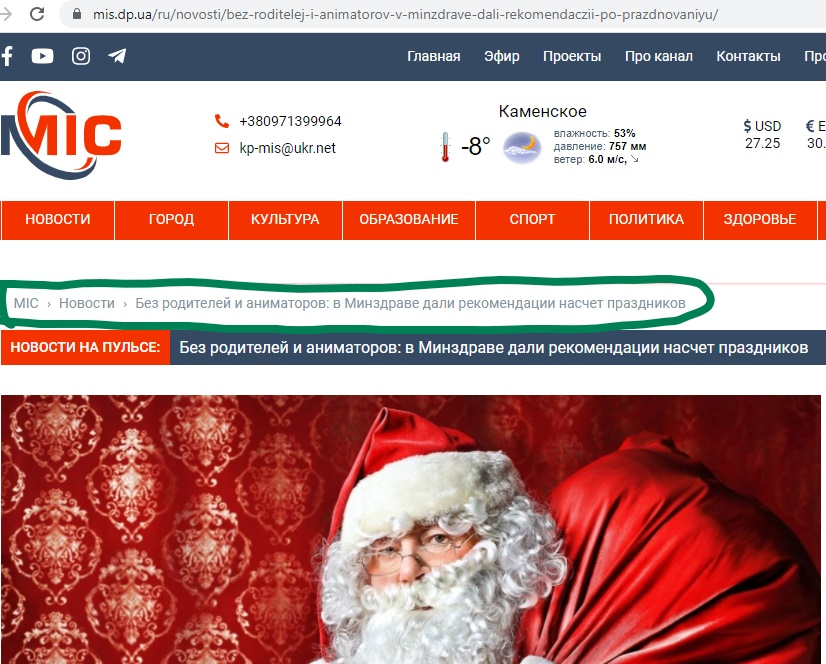 mis.dp.ua/ru/novosti/bez-roditelej-i-animatorov-v-minzdrave-dali-rekomendaczii-po-prazdnovaniyu/
Главная Эфир Проекты Про канал Контакты Про
МІС
+380971399964
kp-mis@ukr.net
Каменское
-8°
влажность: 53%
давление: 757 мм
ветер: 6.0 м/с, ↘
$ USD
27.25
€ E
30.
НОВОСТИ ГОРОД КУЛЬТУРА ОБРАЗОВАНИЕ СПОРТ ПОЛИТИКА ЗДОРОВЬЕ
МІС › Новости › Без родителей и аниматоров: в Минздраве дали рекомендации насчет праздников
НОВОСТИ НА ПУЛЬСЕ: Без родителей и аниматоров: в Минздраве дали рекомендации насчет праздников